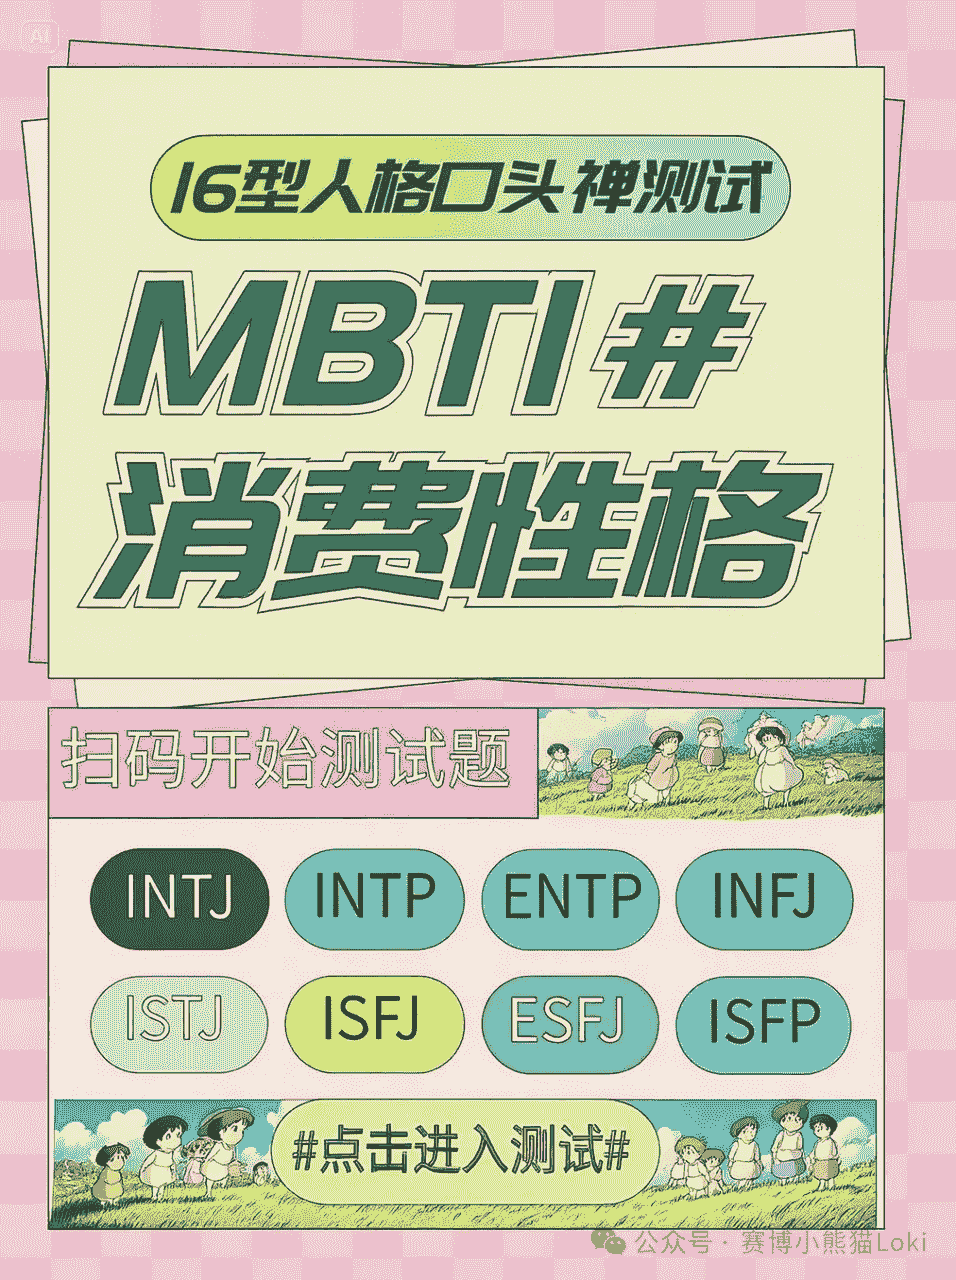 AI
16型人格口头禅测试
MBTI#
消费性格
扫码开始测试题
INTJ INTP ENTP INFJ
ISTJ ISFJ ESFJ ISFP
#点击进入测试#
公众号·赛博小熊猫Loki